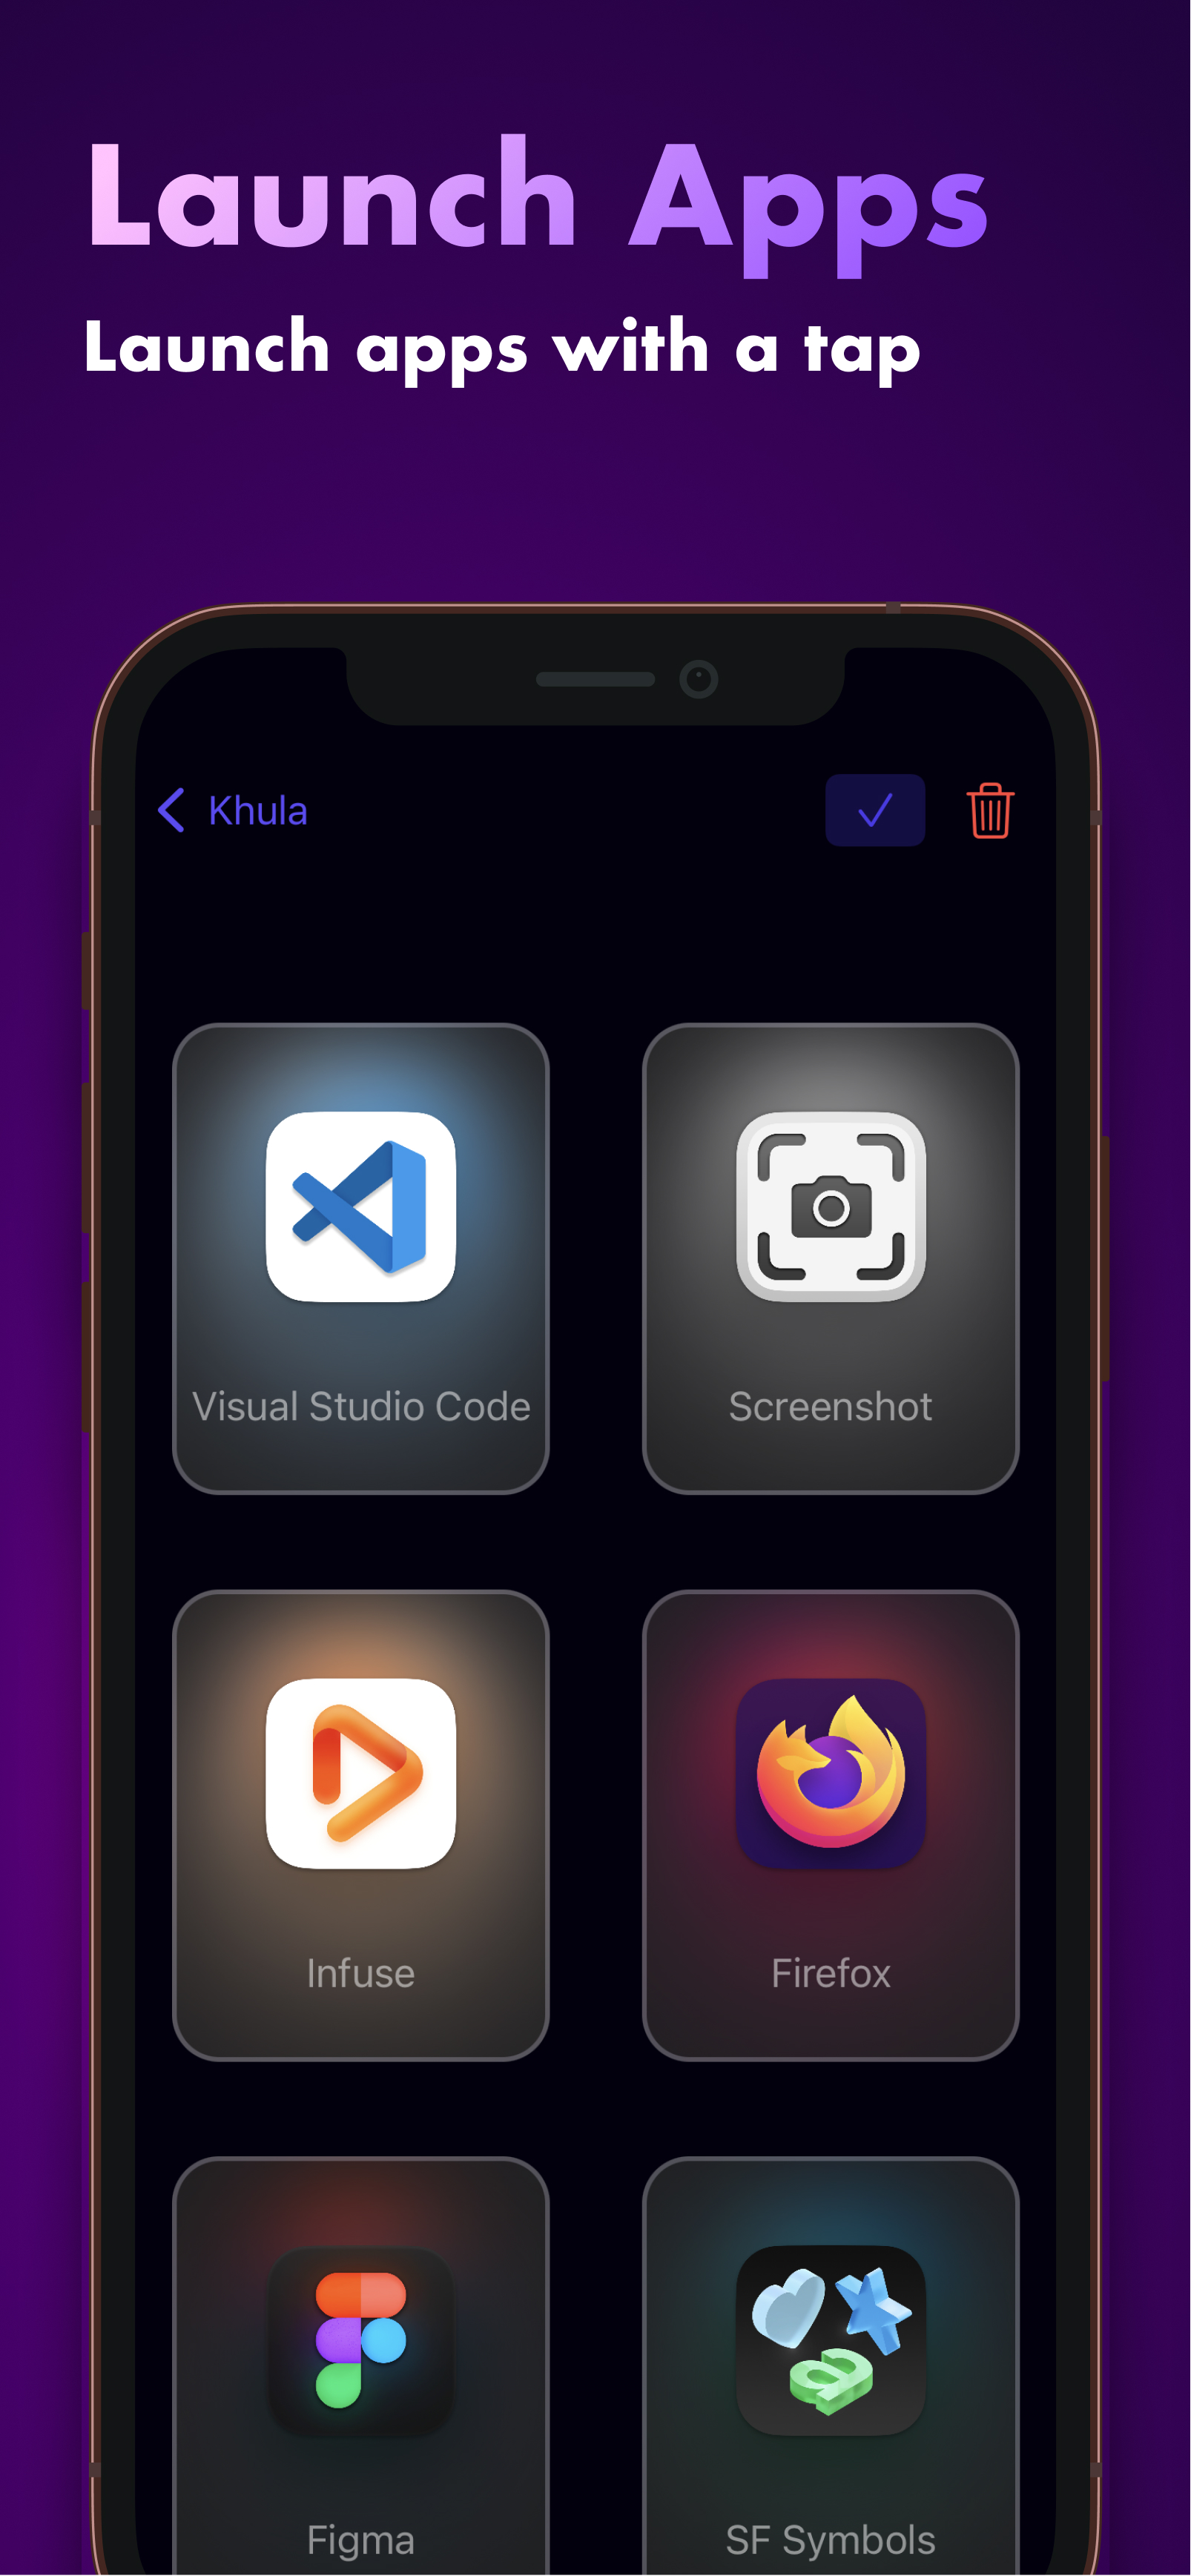 Launch Apps
Launch apps with a tap
Khula
Visual Studio Code
Screenshot
Infuse
Firefox
Figma
SF Symbols